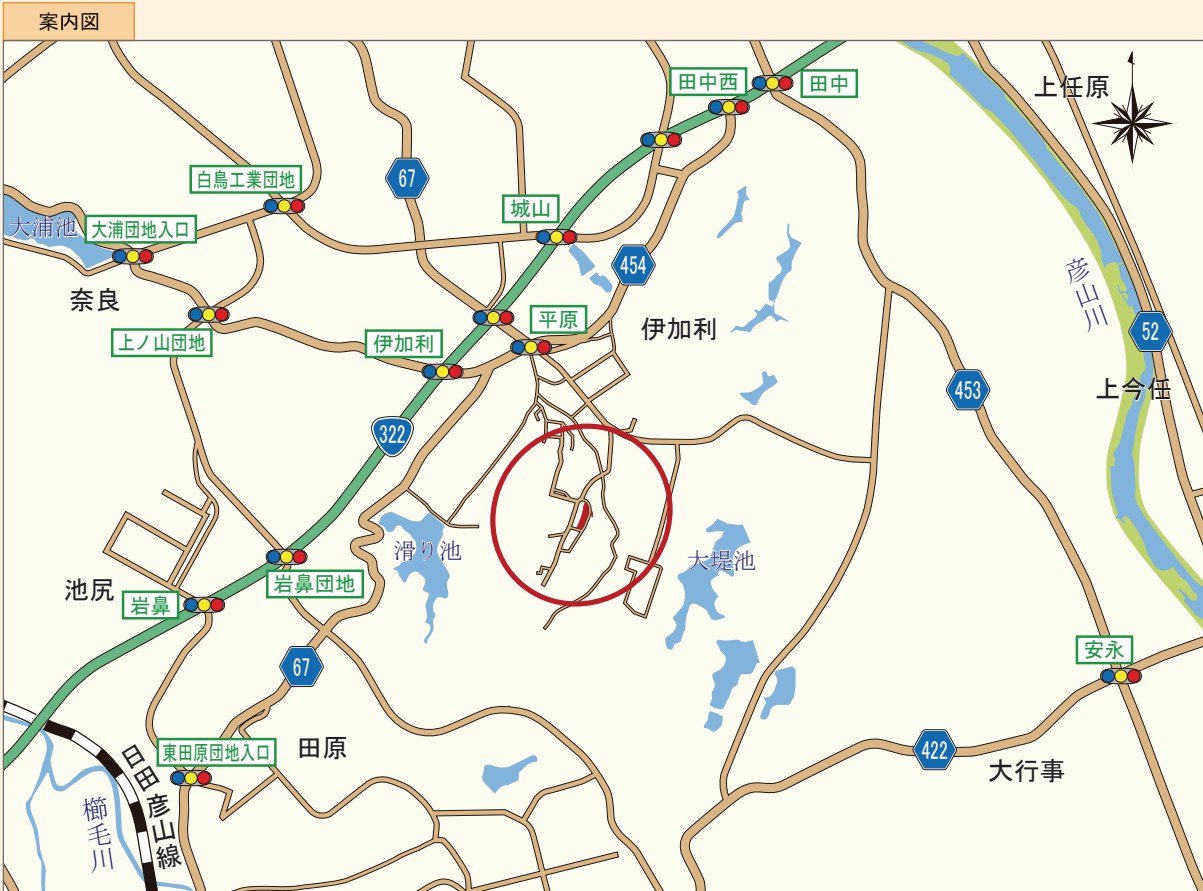 案内図
田中西
田中
上任原
白鳥工業団地
67
城山
大浦池
大浦団地入口
454
彦山川
奈良
上ノ山団地
伊加利
平原
伊加利
52
453
上今任
322
滑り池
大堤池
池尻
岩鼻団地
岩鼻
安永
67
東田原団地入口
田原
422
大行事
日田彦山線
櫛毛川